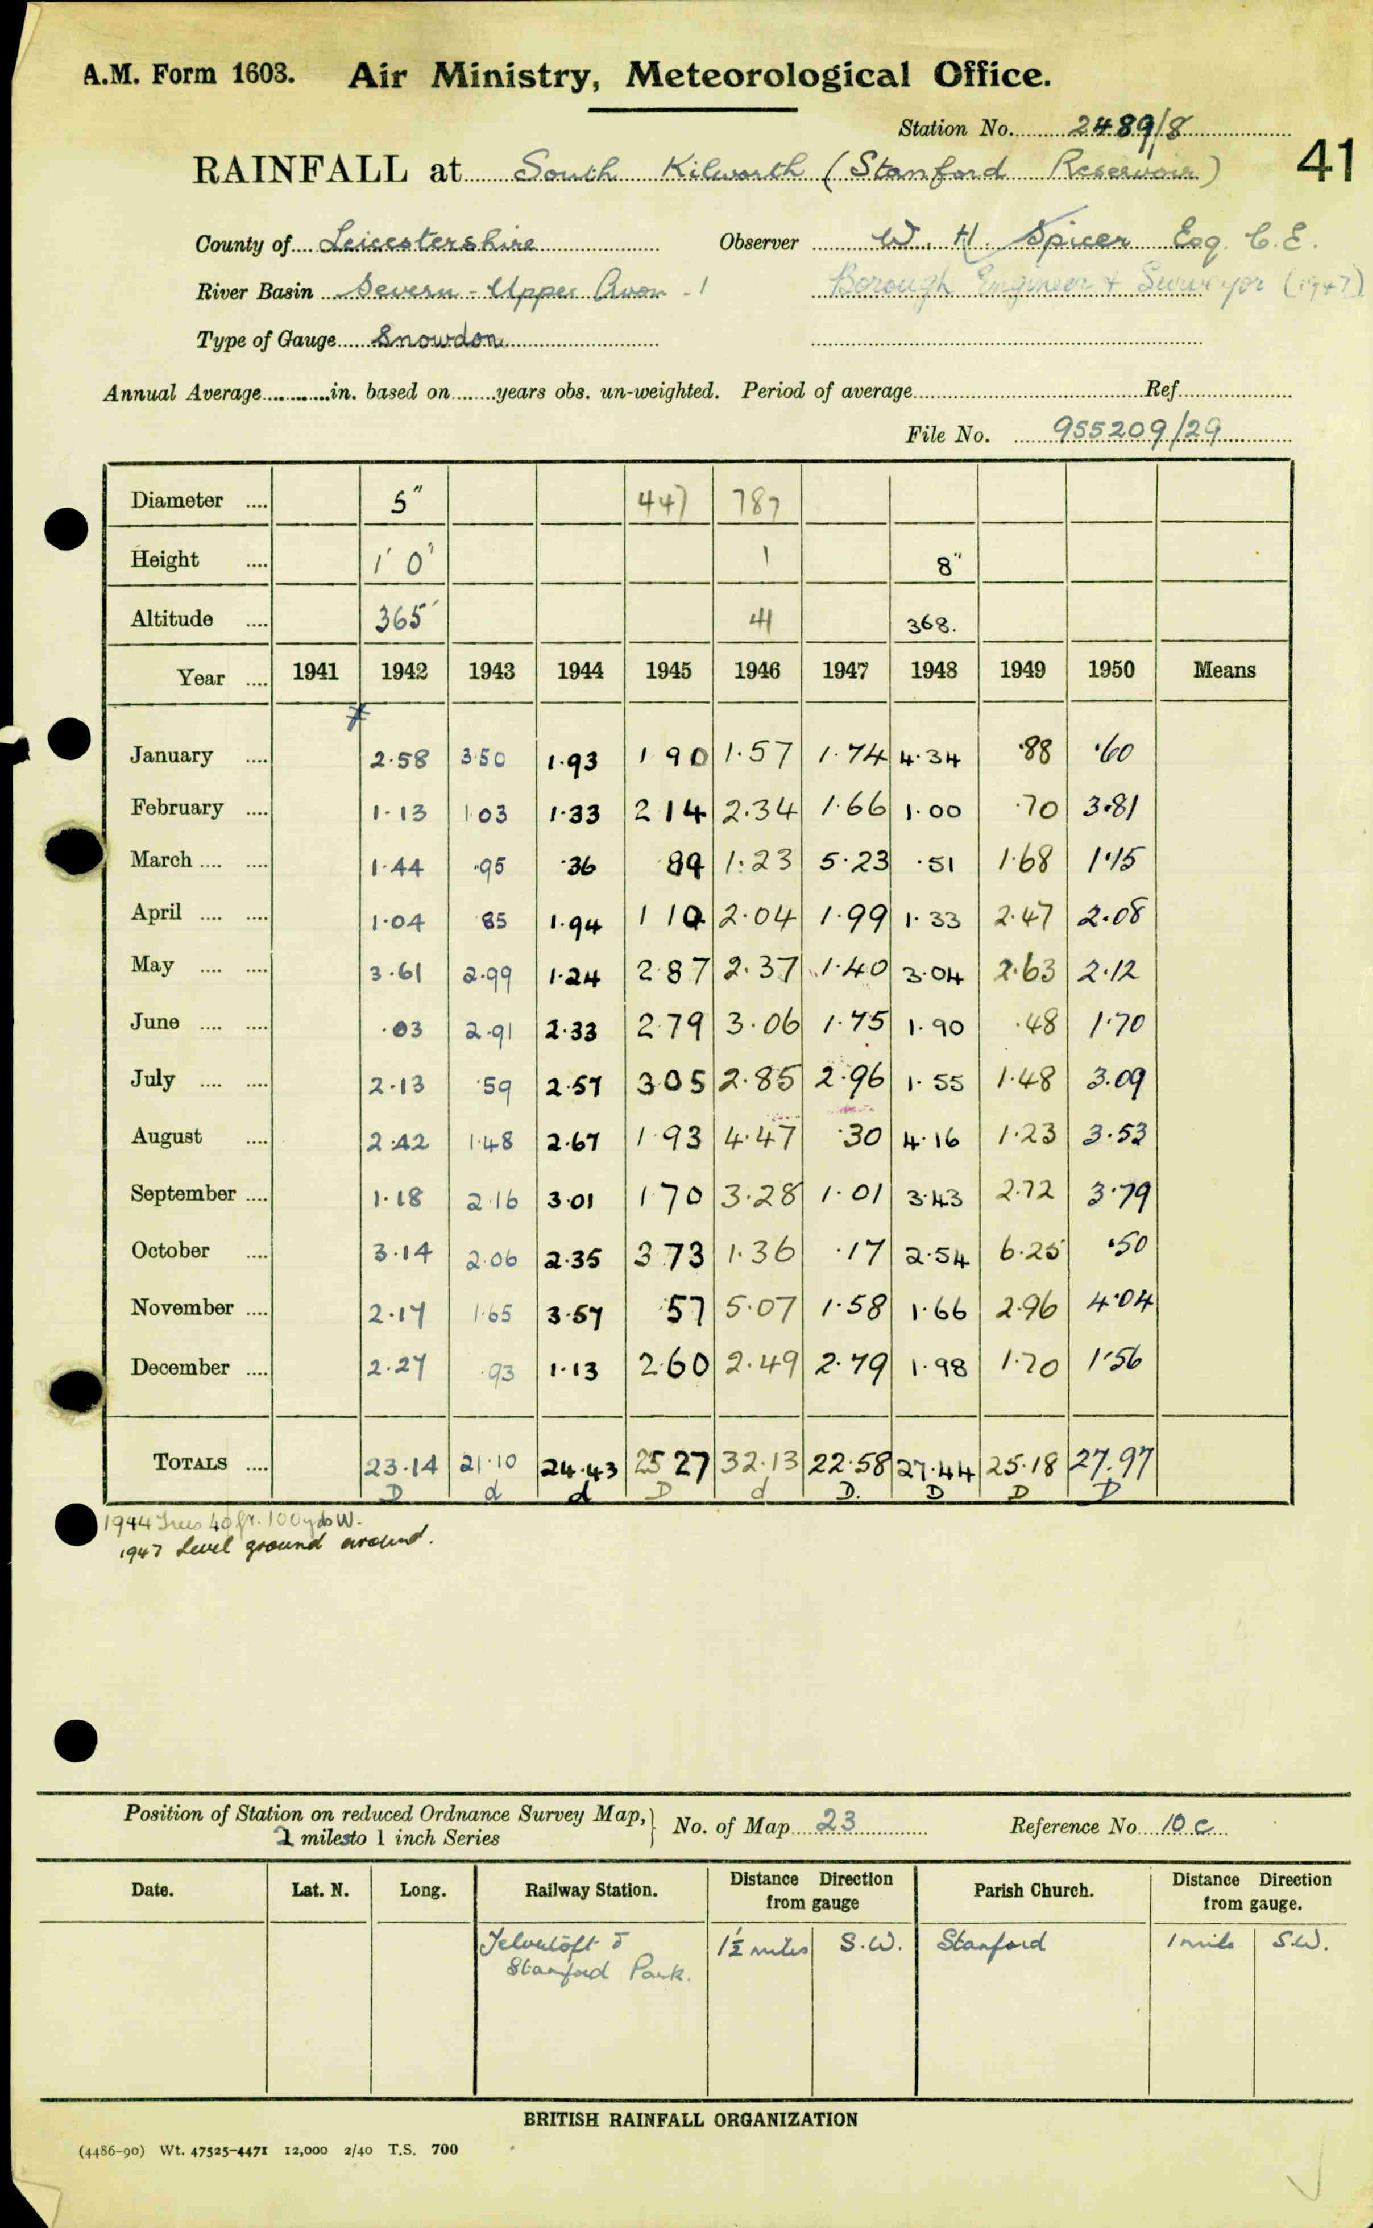 A.M. Form 1603. Air Ministry, Meteorological Office.
Station No. 2489/8
RAINFALL at South Kilworth (Stanford Reservoir) 41
County of Leicestershire Observer W. H. Spicer Esq. C.E.
River Basin Severn - Upper Avon - 1 Borough Engineer + Surveyor (1947)
Type of Gauge Snowdon
Annual Average in. based on years obs. un-weighted. Period of average Ref.
File No. 955209/29
Diameter 5" 447 787
Height 1' 0" 1 8"
Altitude 365' 41 368.
Year 1941 1942 1943 1944 1945 1946 1947 1948 1949 1950 Means
January 2.58 3.50 1.93 1 90 1.57 1.74 4.34 .88 .60
February 1.13 1.03 1.33 2 14 2.34 1.66 1.00 .70 3.81
March 1.44 .95 .36 89 1.23 5.23 .51 1.68 1.15
April 1.04 85 1.94 1 10 2.04 1.99 1.33 2.47 2.08
May 3.61 2.99 1.24 2 87 2.37 1.40 3.04 2.63 2.12
June .03 2.91 2.33 2 79 3.06 1.75 1.90 .48 1.70
July 2.13 .59 2.57 3 05 2.85 2.96 1.55 1.48 3.09
August 2.42 1.48 2.67 1 93 4.47 .30 4.16 1.23 3.53
September 1.18 2.16 3.01 1 70 3.28 1.01 3.43 2.72 3.79
October 3.14 2.06 2.35 3 73 1.36 .17 2.54 6.25 .50
November 2.17 1.65 3.57 57 5.07 1.58 1.66 2.96 4.04
December 2.27 .93 1.13 2 60 2.49 2.79 1.98 1.70 1.56
TOTALS 23.14 21.10 24.43 25 27 32.13 22.58 27.44 25.18 27.97
D d d D d D. D D D
1944 Trees 40 ft. 100 yds W.
1947 Level ground around.
Position of Station on reduced Ordnance Survey Map, No. of Map 23 Reference No 10 c
2 miles to 1 inch Series
Date. Lat. N. Long. Railway Station. Distance Direction from gauge Parish Church. Distance Direction from gauge.
Yelvertoft & 1½ miles S.W. Stanford 1 mile S.W.
Stanford Park.
BRITISH RAINFALL ORGANIZATION
(4486-90) Wt. 47525-4471 12,000 2/40 T.S. 700